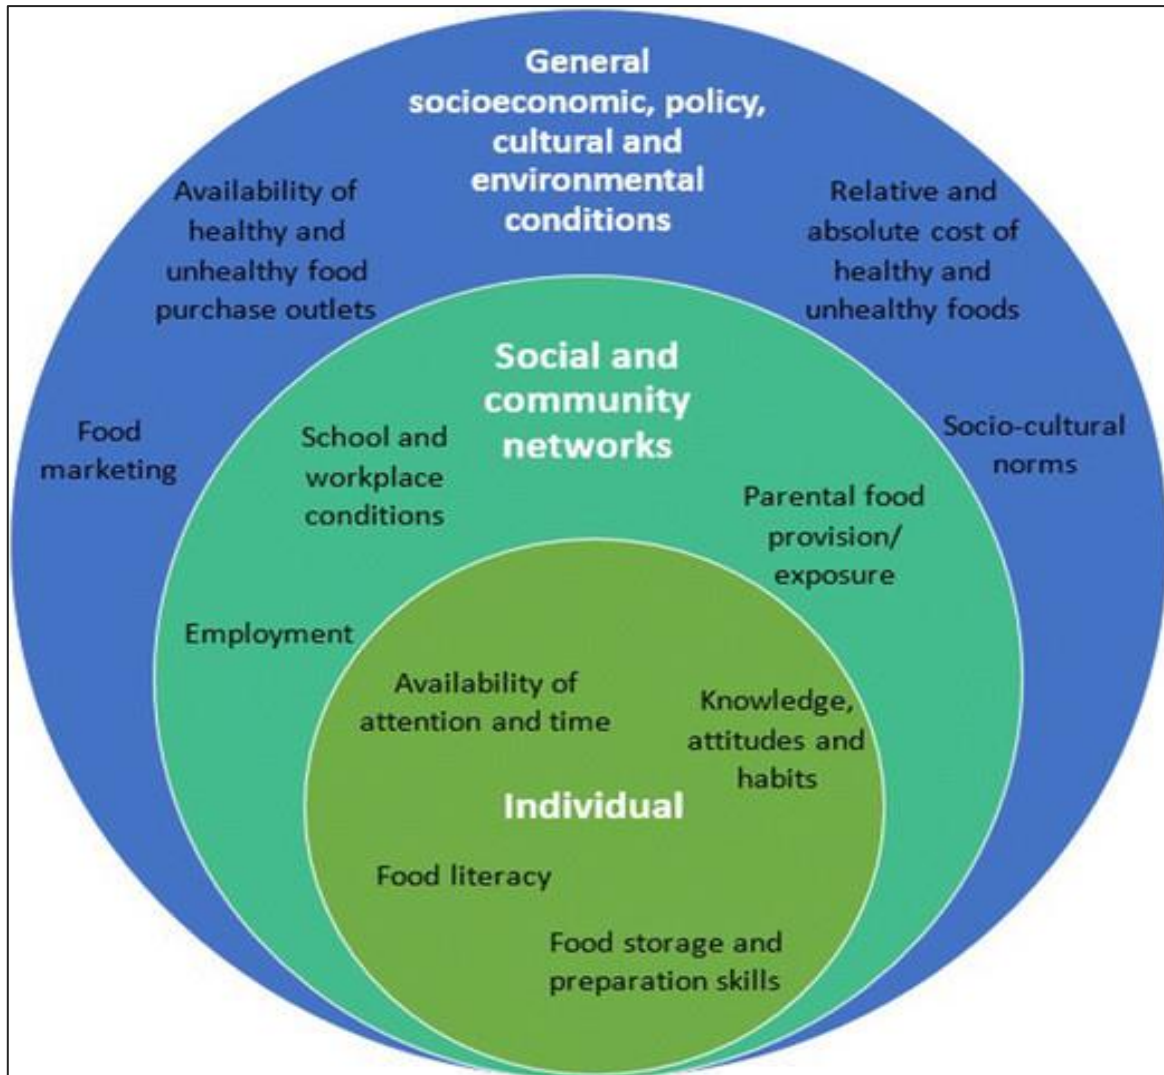 General
socioeconomic, policy,
cultural and
environmental
conditions
Availability of
healthy and
unhealthy food
purchase outlets
Relative and
absolute cost of
healthy and
unhealthy foods
Food
marketing
Socio-cultural
norms
Social and
community
networks
School and
workplace
conditions
Parental food
provision/
exposure
Employment
Availability of
attention and time
Knowledge,
attitudes and
habits
Individual
Food literacy
Food storage and
preparation skills